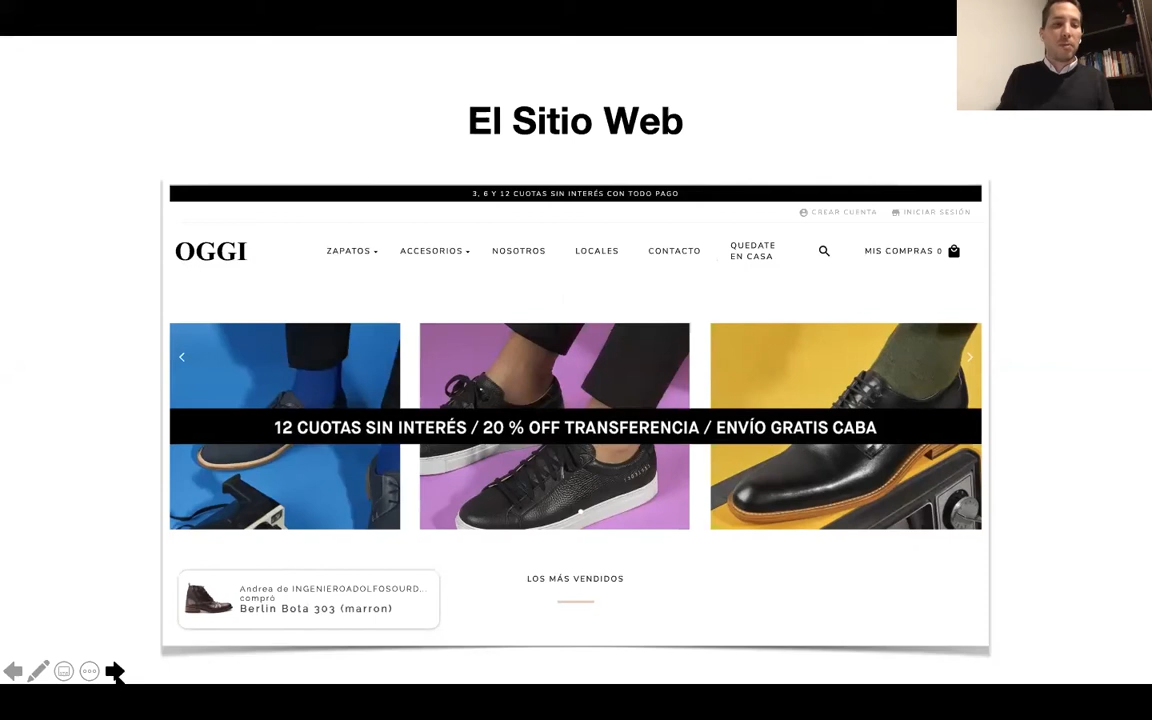 El Sitio Web
3, 6 Y 12 CUOTAS SIN INTERÉS CON TODO PAGO
CREAR CUENTA INICIAR SESIÓN
OGGI ZAPATOS ACCESORIOS NOSOTROS LOCALES CONTACTO QUEDATE EN CASA MIS COMPRAS 0
12 CUOTAS SIN INTERÉS / 20 % OFF TRANSFERENCIA / ENVÍO GRATIS CABA
LOS MÁS VENDIDOS
Andrea de INGENIEROADOLFOSOURD...
compró
Berlin Bota 303 (marron)